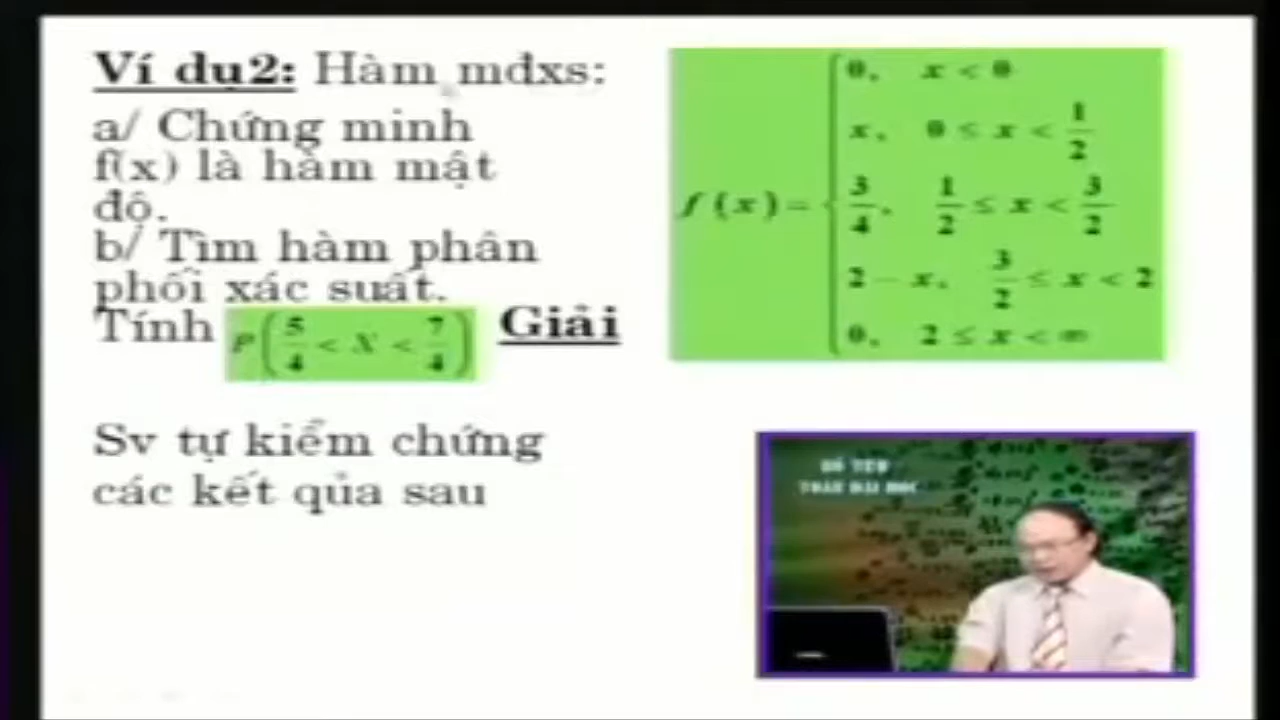 Ví dụ2: Hàm mđxs:
a/ Chứng minh
f(x) là hàm mật
độ.
b/ Tìm hàm phân
phối xác suất.
Tính P(5/4 < X < 7/4) Giải
f(x) = { 0, x < 0
x, 0 ≤ x < 1/2
3/4, 1/2 ≤ x < 3/2
2 − x, 3/2 ≤ x < 2
0, 2 ≤ x < ∞
Sv tự kiểm chứng
các kết qủa sau